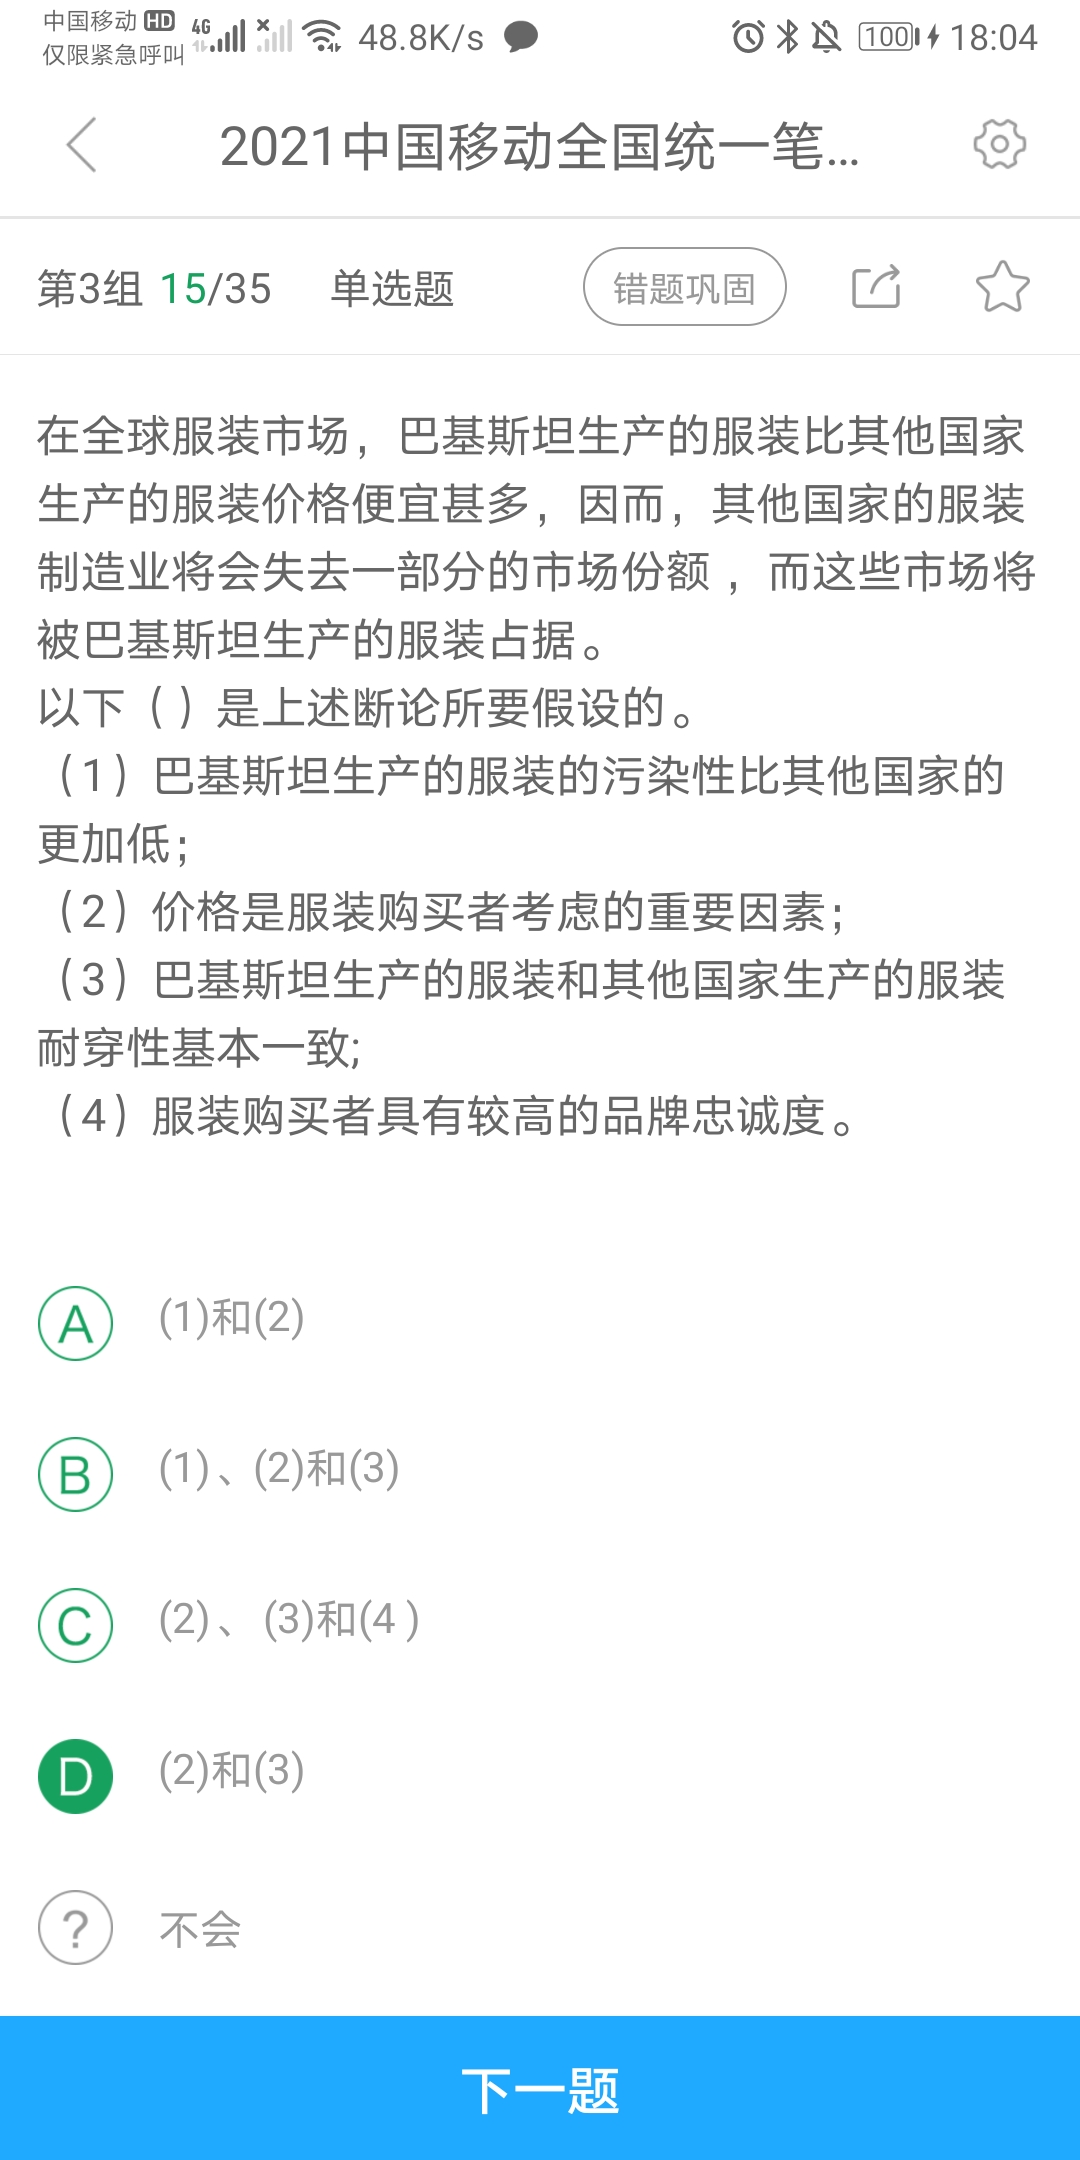 中国移动 HD 4G 48.8K/s 100 18:04
仅限紧急呼叫
2021中国移动全国统一笔...
第3组 15/35 单选题 错题巩固
在全球服装市场，巴基斯坦生产的服装比其他国家
生产的服装价格便宜甚多，因而，其他国家的服装
制造业将会失去一部分的市场份额 ，而这些市场将
被巴基斯坦生产的服装占据。
以下（ ）是上述断论所要假设的。
（1）巴基斯坦生产的服装的污染性比其他国家的
更加低；
（2）价格是服装购买者考虑的重要因素；
（3）巴基斯坦生产的服装和其他国家生产的服装
耐穿性基本一致;
（4）服装购买者具有较高的品牌忠诚度。
A (1)和(2)
B (1)、(2)和(3)
C (2)、 (3)和(4 )
D (2)和(3)
? 不会
下一题